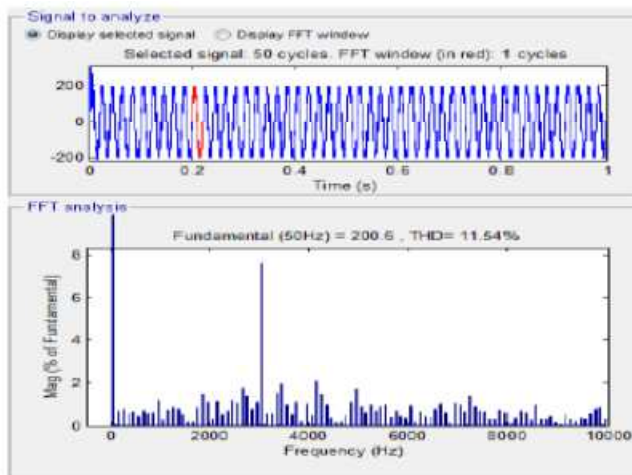 Signal to analyze
Display selected signal Display FFT window
Selected signal: 50 cycles. FFT window (in red): 1 cycles
200
0
-200
0 0.2 0.4 0.6 0.8 1
Time (s)
FFT analysis
Fundamental (50Hz) = 200.6 , THD= 11.54%
Mag (% of Fundamental)
8
6
4
2
0
0 2000 4000 6000 8000 10000
Frequency (Hz)